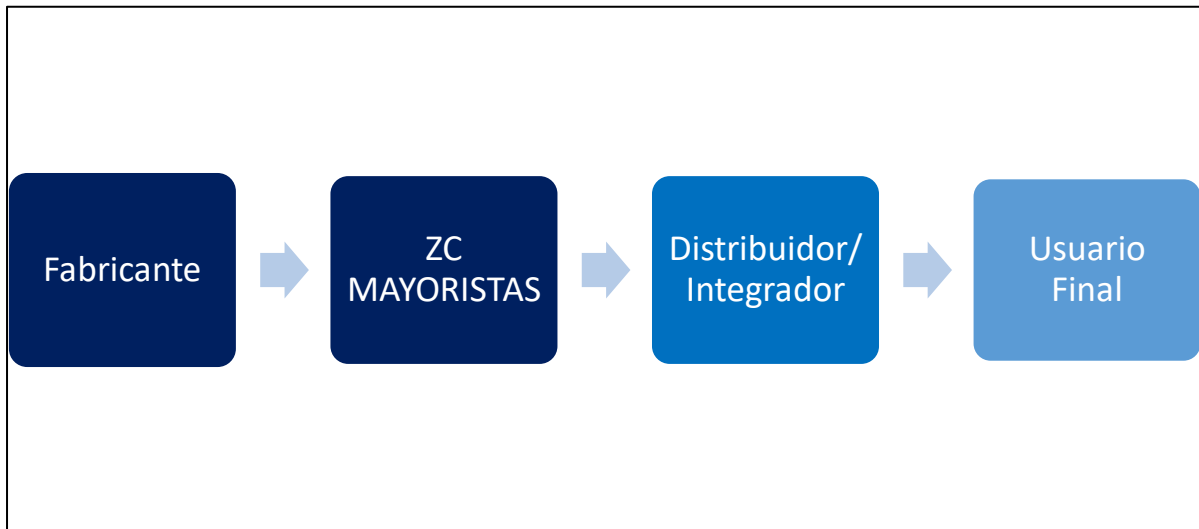 Fabricante
ZC
MAYORISTAS
Distribuidor/
Integrador
Usuario
Final